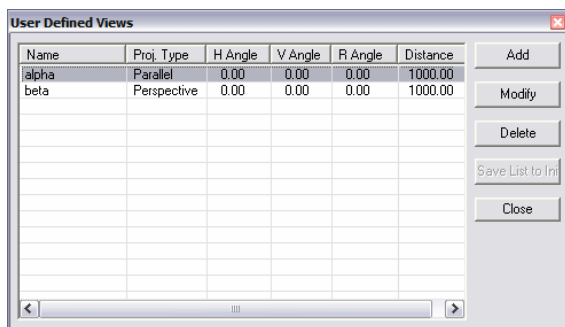 User Defined Views
Name Proj. Type H Angle V Angle R Angle Distance
alpha Parallel 0.00 0.00 0.00 1000.00
beta Perspective 0.00 0.00 0.00 1000.00
Add
Modify
Delete
Save List to Ini
Close